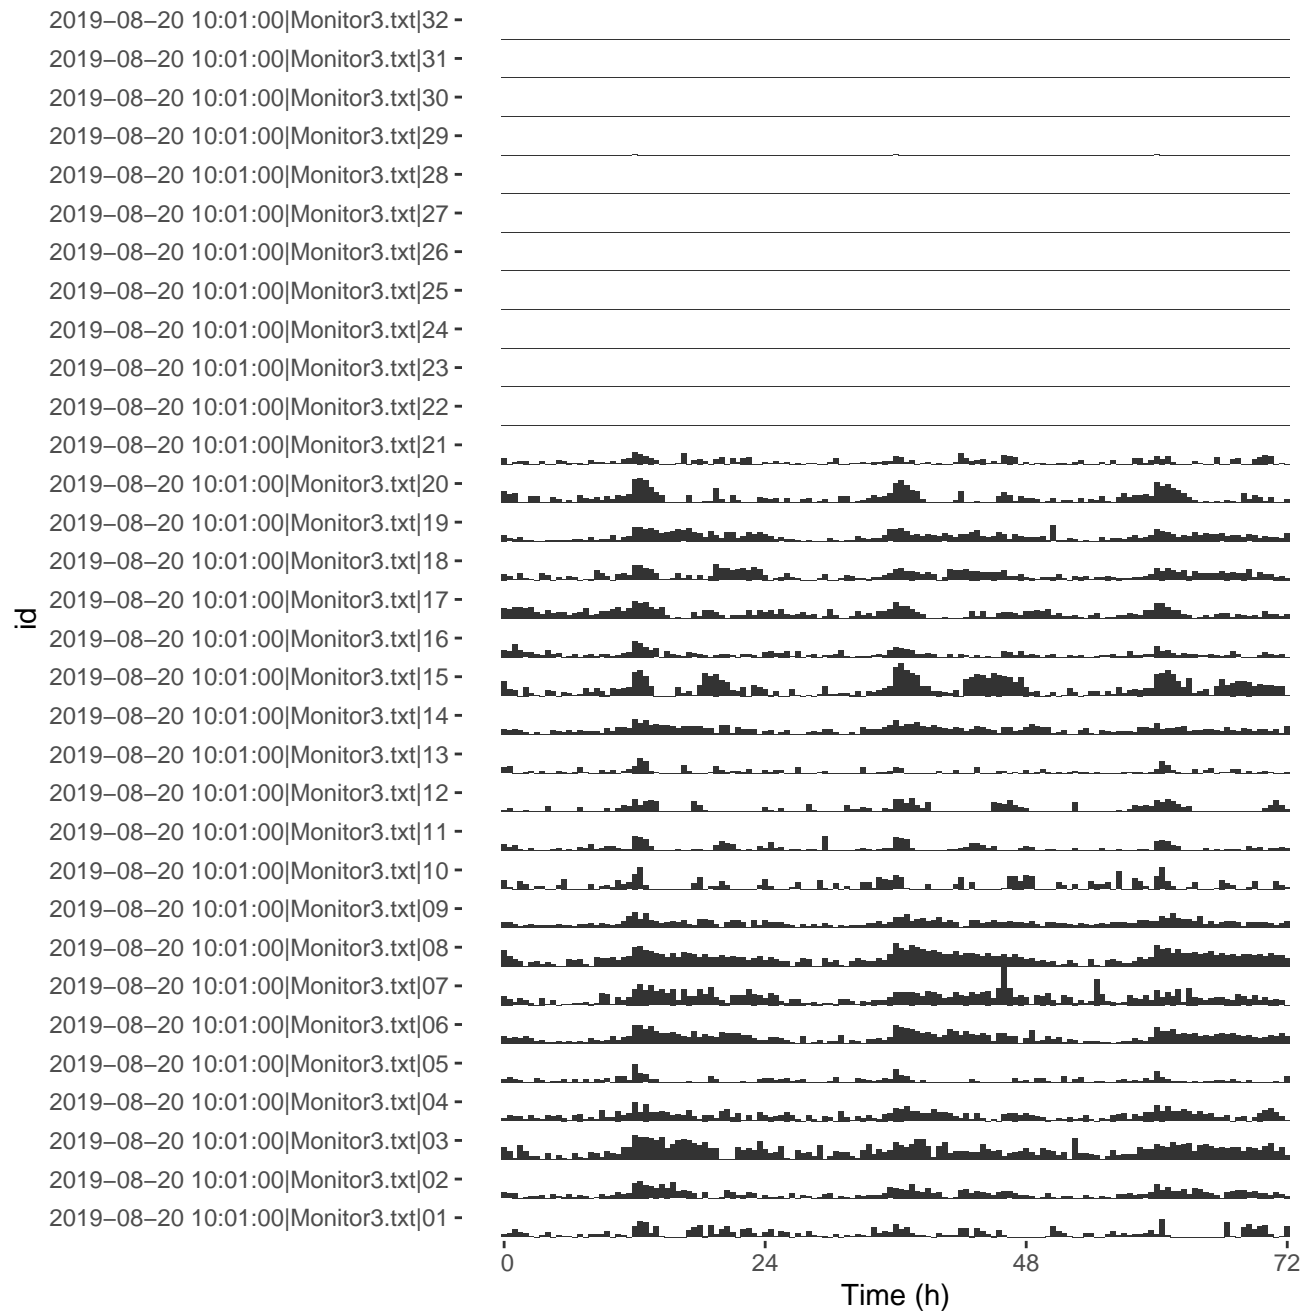 2019−08−20 10:01:00|Monitor3.txt|32
2019−08−20 10:01:00|Monitor3.txt|31
2019−08−20 10:01:00|Monitor3.txt|30
2019−08−20 10:01:00|Monitor3.txt|29
2019−08−20 10:01:00|Monitor3.txt|28
2019−08−20 10:01:00|Monitor3.txt|27
2019−08−20 10:01:00|Monitor3.txt|26
2019−08−20 10:01:00|Monitor3.txt|25
2019−08−20 10:01:00|Monitor3.txt|24
2019−08−20 10:01:00|Monitor3.txt|23
2019−08−20 10:01:00|Monitor3.txt|22
2019−08−20 10:01:00|Monitor3.txt|21
2019−08−20 10:01:00|Monitor3.txt|20
2019−08−20 10:01:00|Monitor3.txt|19
2019−08−20 10:01:00|Monitor3.txt|18
2019−08−20 10:01:00|Monitor3.txt|17
id
2019−08−20 10:01:00|Monitor3.txt|16
2019−08−20 10:01:00|Monitor3.txt|15
2019−08−20 10:01:00|Monitor3.txt|14
2019−08−20 10:01:00|Monitor3.txt|13
2019−08−20 10:01:00|Monitor3.txt|12
2019−08−20 10:01:00|Monitor3.txt|11
2019−08−20 10:01:00|Monitor3.txt|10
2019−08−20 10:01:00|Monitor3.txt|09
2019−08−20 10:01:00|Monitor3.txt|08
2019−08−20 10:01:00|Monitor3.txt|07
2019−08−20 10:01:00|Monitor3.txt|06
2019−08−20 10:01:00|Monitor3.txt|05
2019−08−20 10:01:00|Monitor3.txt|04
2019−08−20 10:01:00|Monitor3.txt|03
2019−08−20 10:01:00|Monitor3.txt|02
2019−08−20 10:01:00|Monitor3.txt|01
0 24 48 72
Time (h)